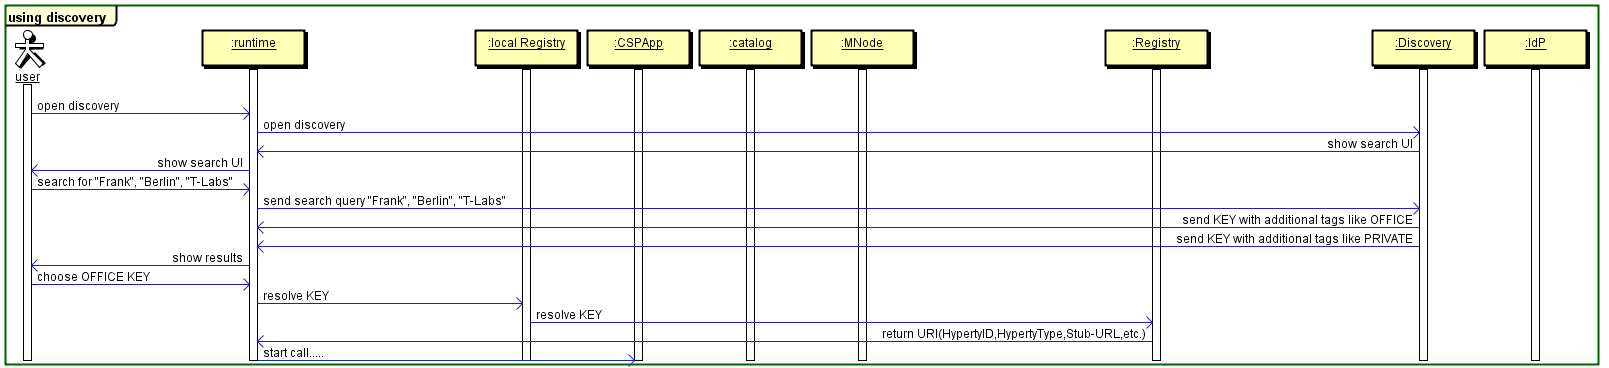 using discovery
user
:runtime
:local Registry
:CSPApp
:catalog
:MNode
:Registry
:Discovery
:IdP
open discovery
open discovery
show search UI
show search UI
search for "Frank", "Berlin", "T-Labs"
send search query "Frank", "Berlin", "T-Labs"
send KEY with additional tags like OFFICE
send KEY with additional tags like PRIVATE
show results
choose OFFICE KEY
resolve KEY
resolve KEY
return URI(HypertyID,HypertyType,Stub-URL,etc.)
start call.....